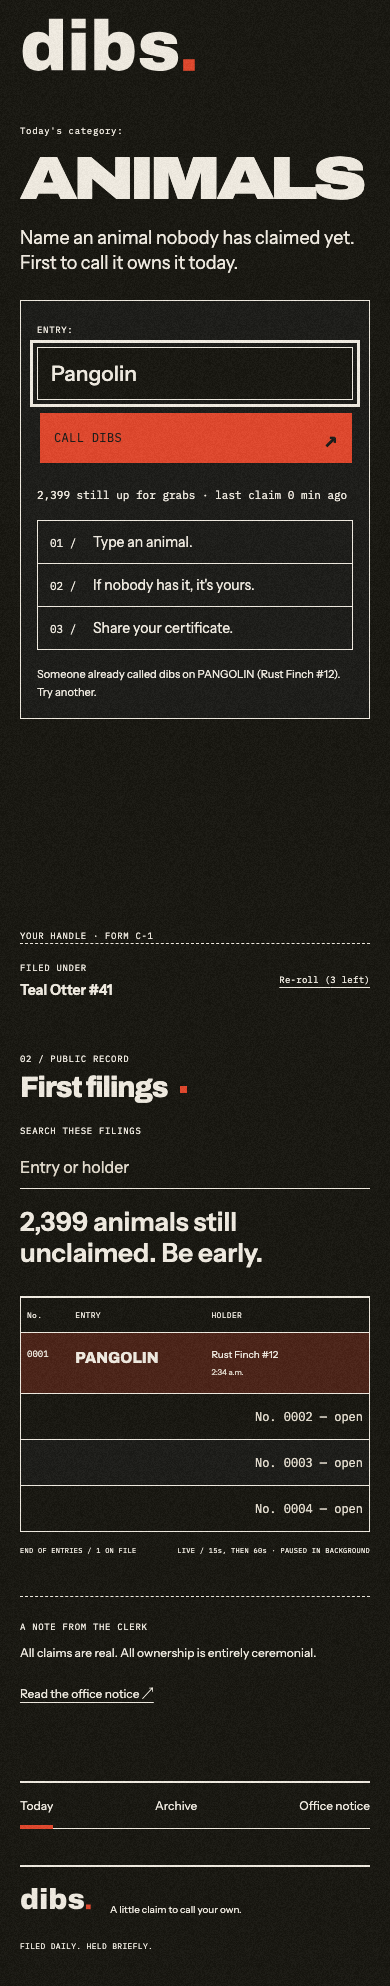 dibs.
Today's category:
ANIMALS
Name an animal nobody has claimed yet.
First to call it owns it today.
ENTRY:
Pangolin
CALL DIBS ↗
2,399 still up for grabs · last claim 0 min ago
01 / Type an animal.
02 / If nobody has it, it's yours.
03 / Share your certificate.
Someone already called dibs on PANGOLIN (Rust Finch #12).
Try another.
YOUR HANDLE · FORM C-1
FILED UNDER
Teal Otter #41
Re-roll (3 left)
02 / PUBLIC RECORD
First filings
SEARCH THESE FILINGS
Entry or holder
2,399 animals still
unclaimed. Be early.
No. ENTRY HOLDER
0001 PANGOLIN Rust Finch #12
2:34 a.m.
No. 0002 — open
No. 0003 — open
No. 0004 — open
END OF ENTRIES / 1 ON FILE LIVE / 15s, THEN 60s · PAUSED IN BACKGROUND
A NOTE FROM THE CLERK
All claims are real. All ownership is entirely ceremonial.
Read the office notice ↗
Today Archive Office notice
dibs. A little claim to call your own.
FILED DAILY. HELD BRIEFLY.